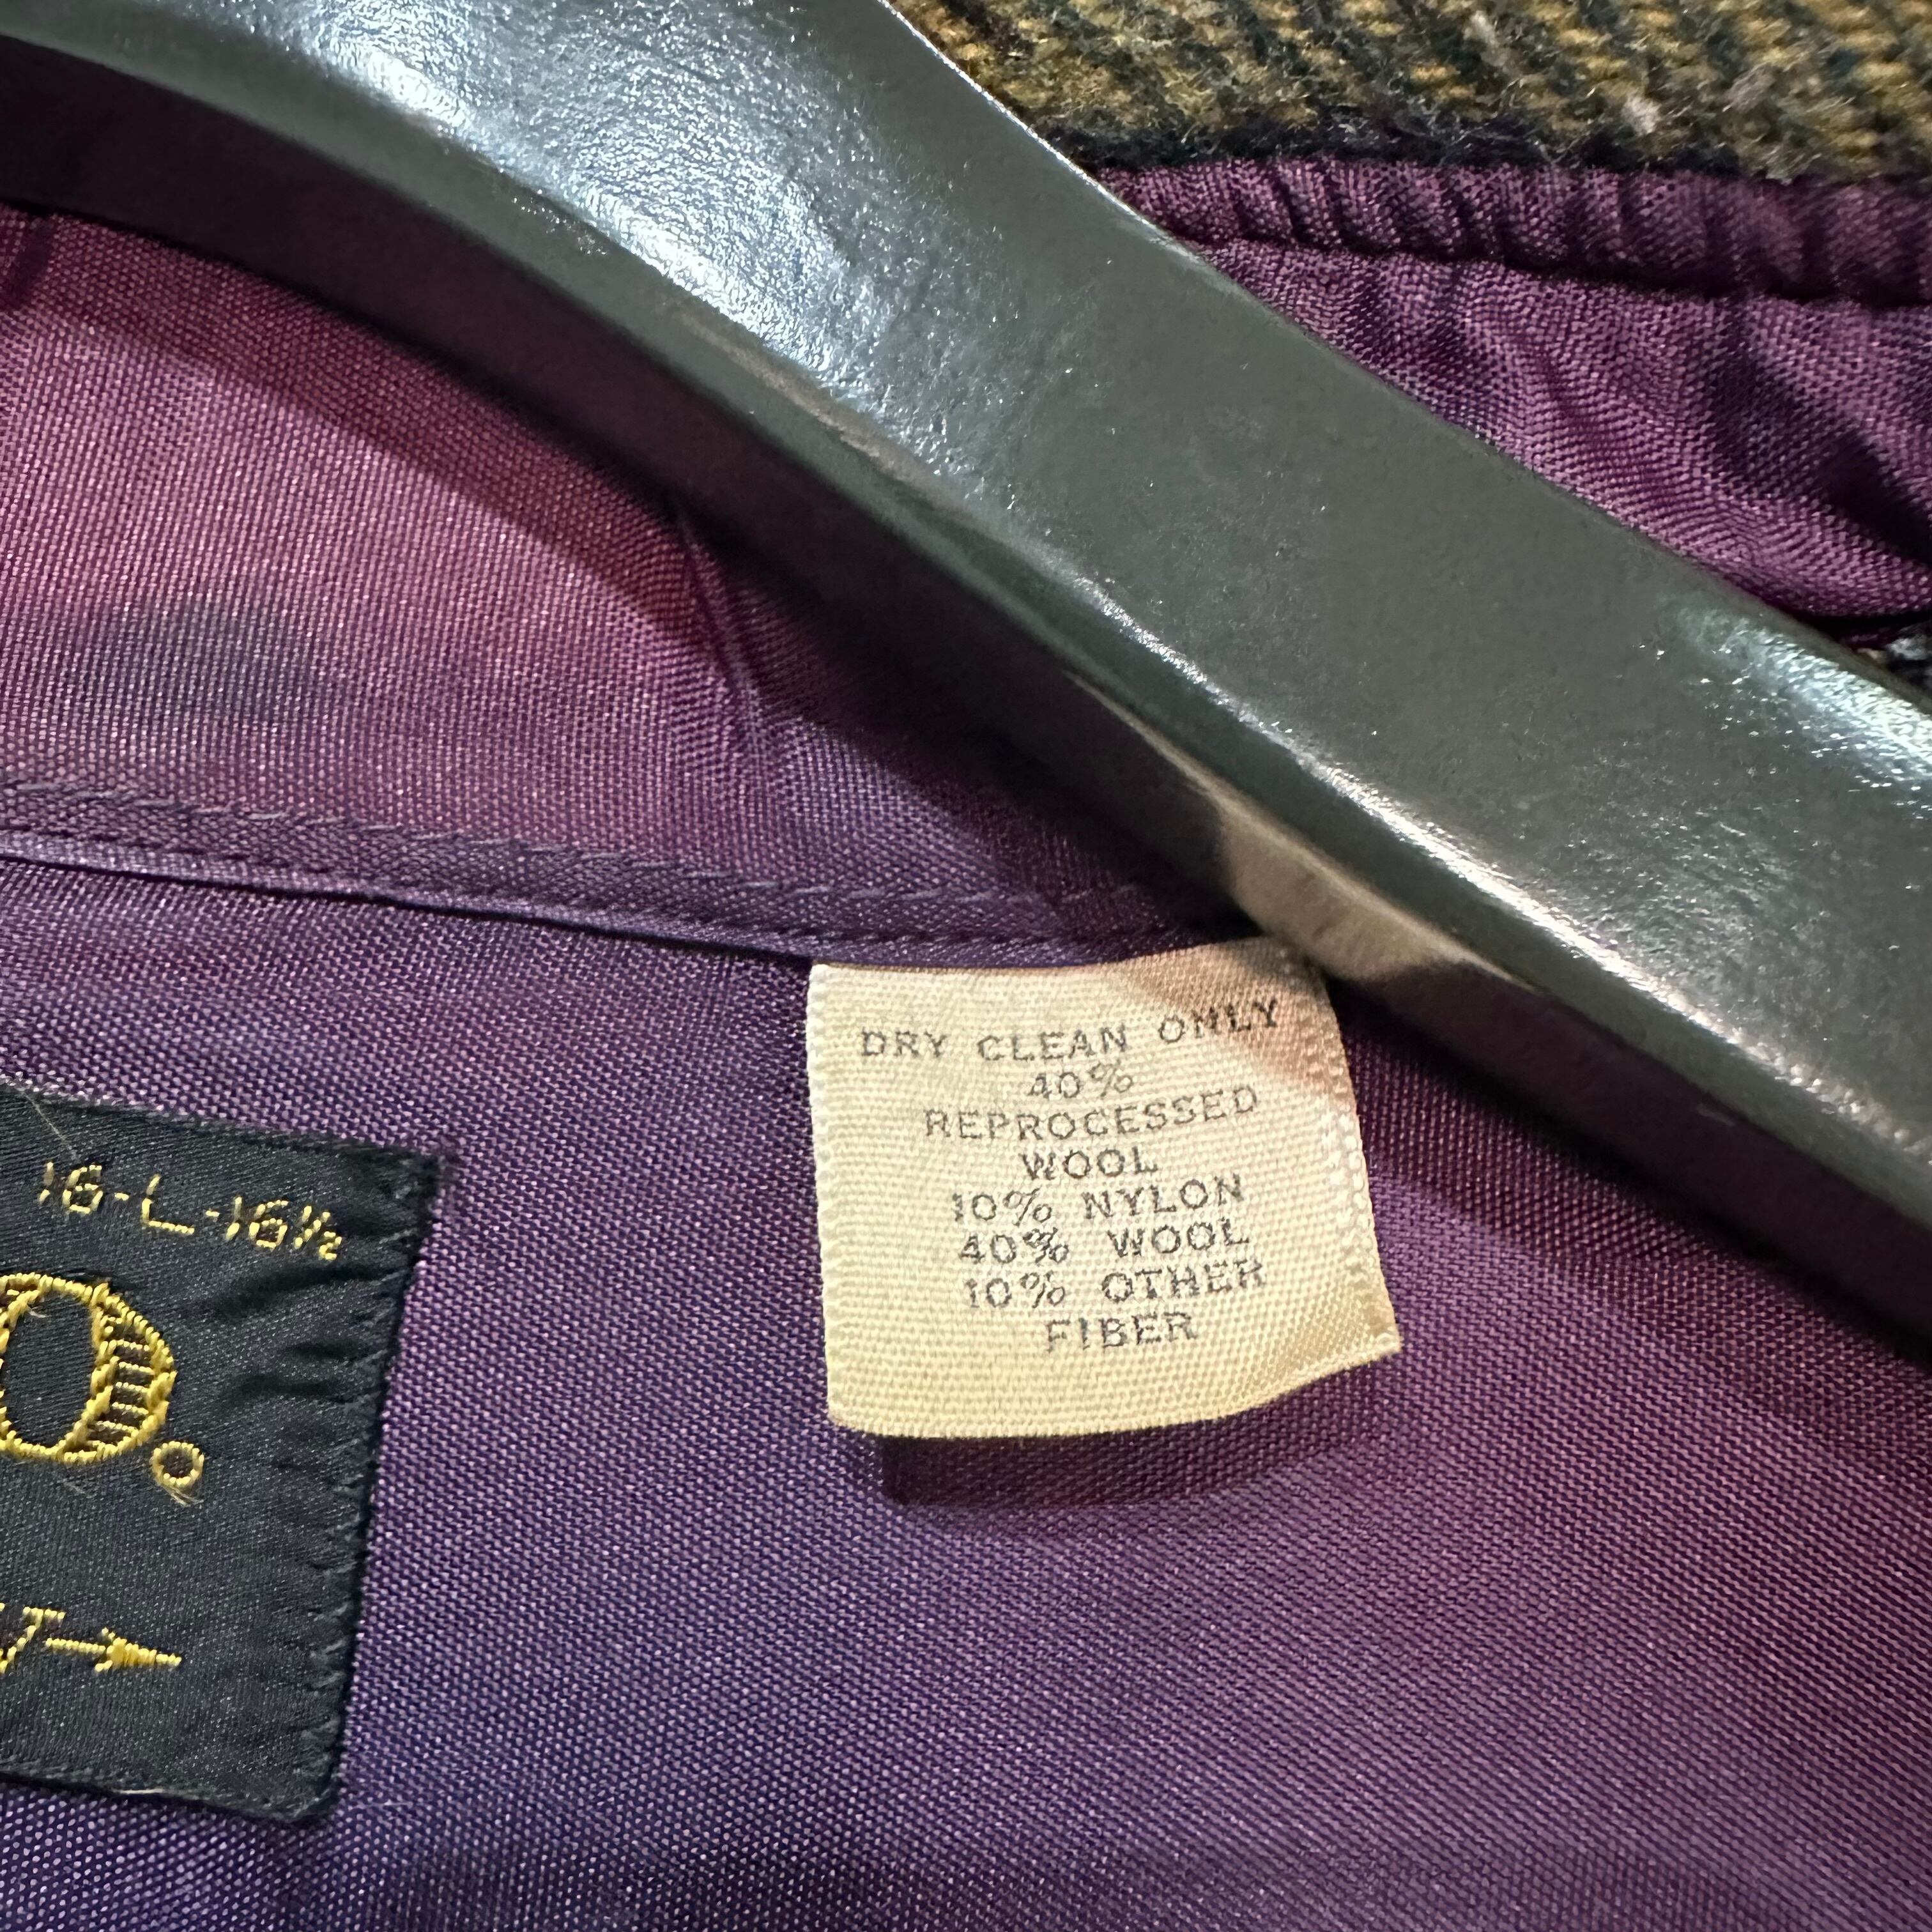 DRY CLEAN ONLY
40%
REPROCESSED
WOOL
10% NYLON
40% WOOL
10% OTHER
FIBER
16-L-16½
O.